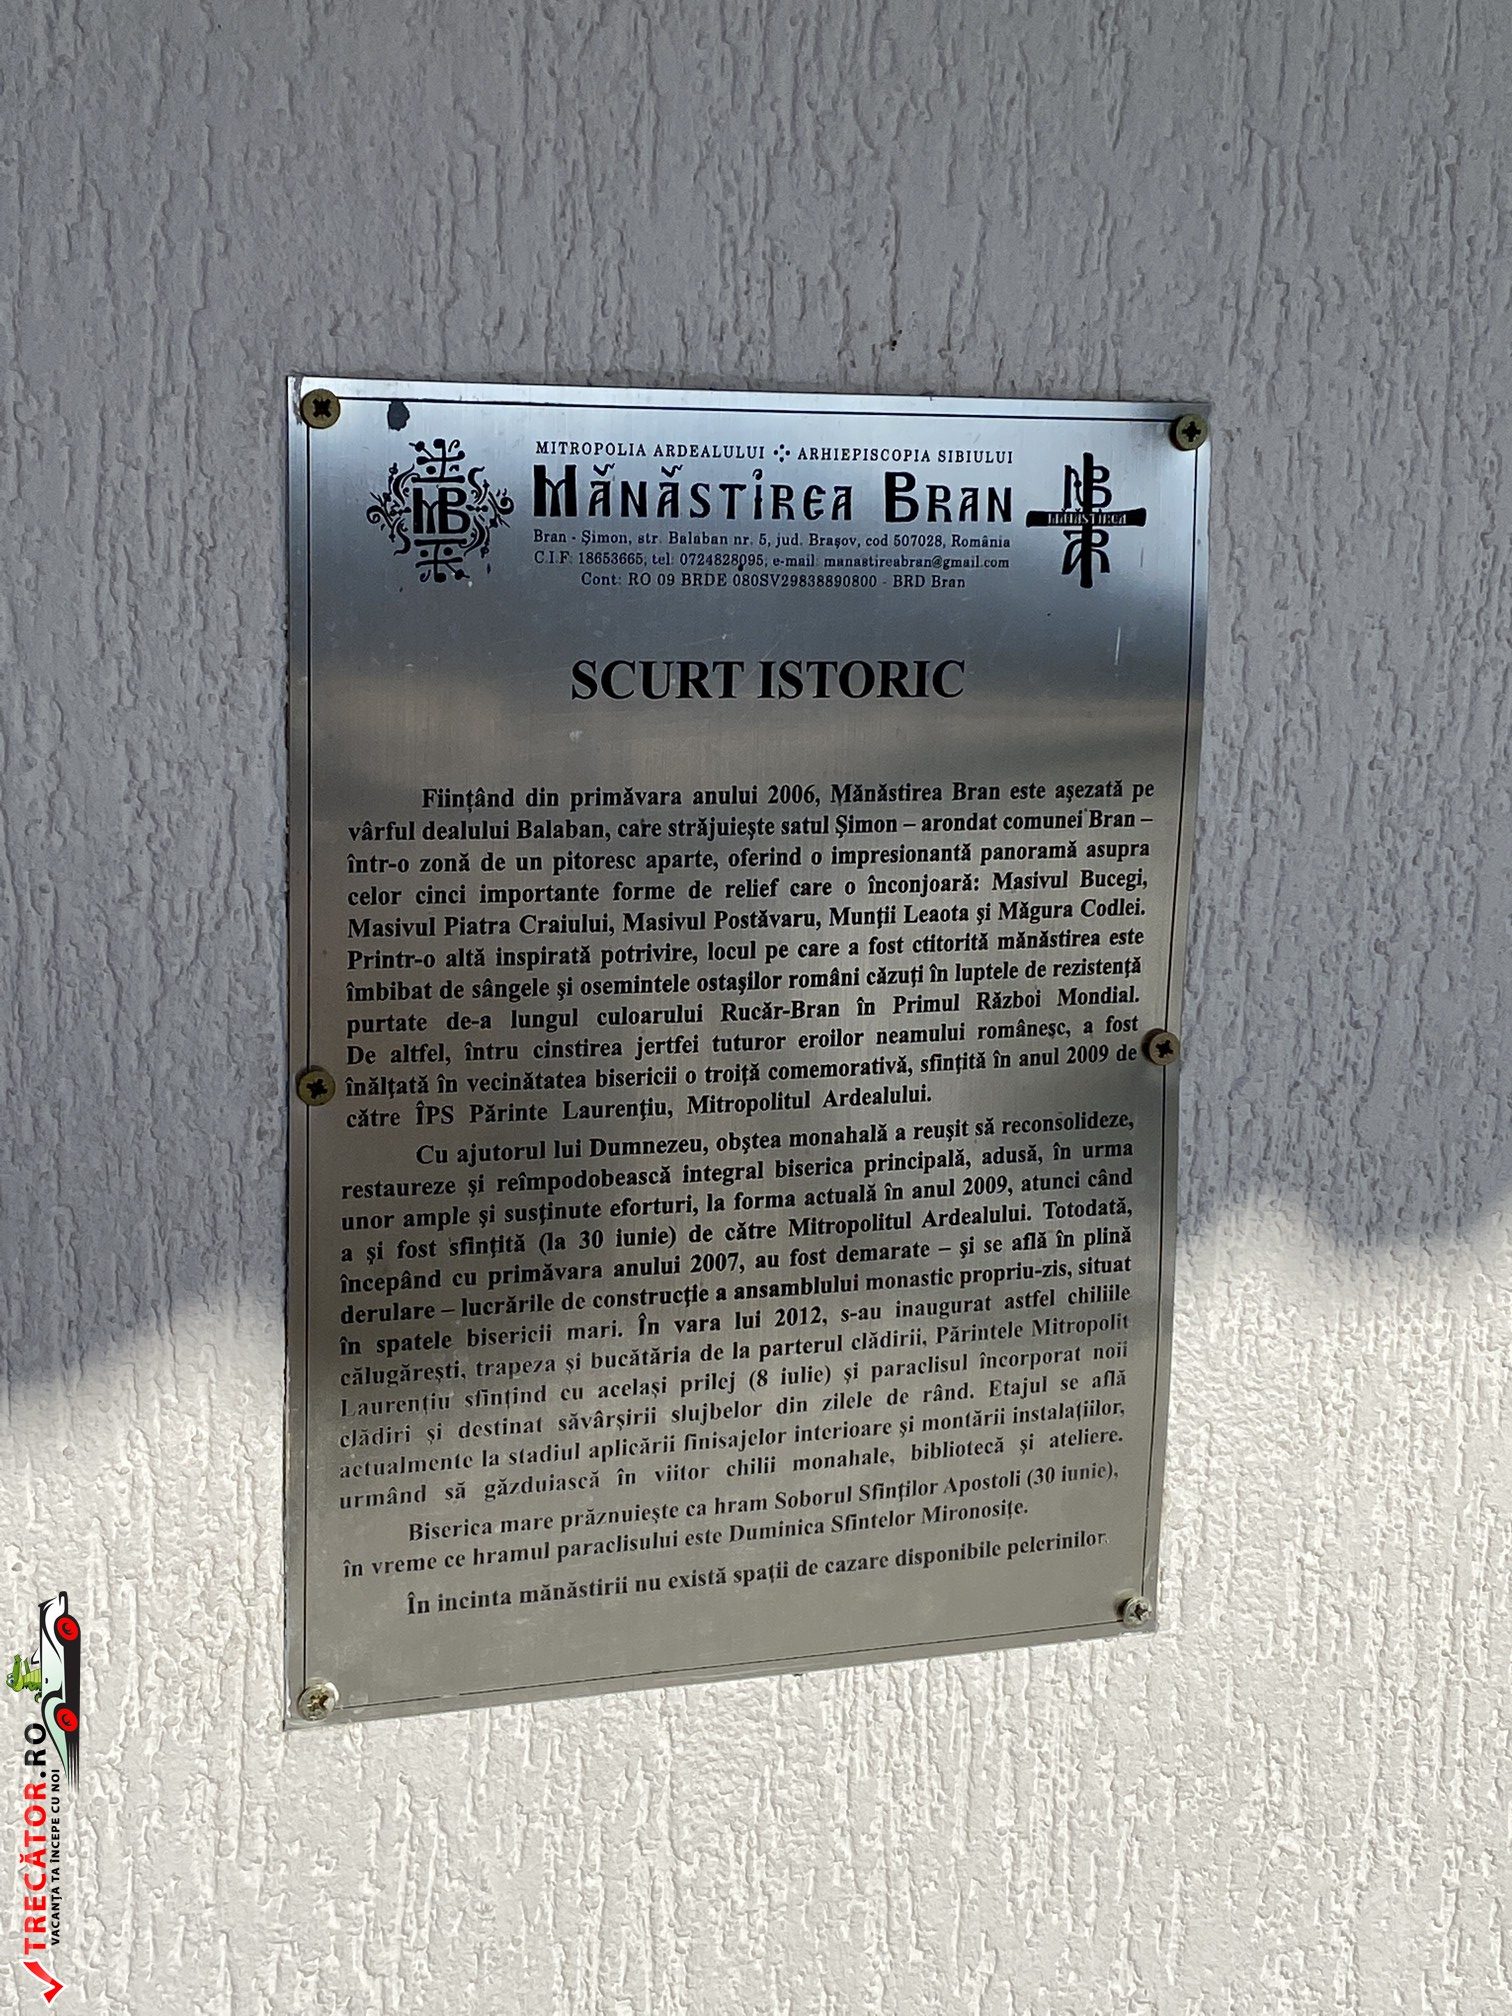 MITROPOLIA ARDEALULUI ⁘ ARHIEPISCOPIA SIBIULUI
MĂNĂSTIREA BRAN
Bran - Şimon, str. Balaban nr. 5, jud. Braşov, cod 507028, România
C.I.F. 18653665, tel: 0724828095, e-mail: manastireabran@gmail.com
Cont: RO 09 BRDE 080SV29838890800 - BRD Bran
MB
MĂNĂSTIREA
SCURT ISTORIC
Fiinţând din primăvara anului 2006, Mănăstirea Bran este aşezată pe
vârful dealului Balaban, care străjuieşte satul Şimon – arondat comunei Bran –
într-o zonă de un pitoresc aparte, oferind o impresionantă panoramă asupra
celor cinci importante forme de relief care o înconjoară: Masivul Bucegi,
Masivul Piatra Craiului, Masivul Postăvaru, Munţii Leaota şi Măgura Codlei.
Printr-o altă inspirată potrivire, locul pe care a fost ctitorită mănăstirea este
îmbibat de sângele şi osemintele ostaşilor români căzuţi în luptele de rezistenţă
purtate de-a lungul culoarului Rucăr-Bran în Primul Război Mondial.
De altfel, întru cinstirea jertfei tuturor eroilor neamului românesc, a fost
înălţată în vecinătatea bisericii o troiţă comemorativă, sfinţită în anul 2009 de
către ÎPS Părinte Laurenţiu, Mitropolitul Ardealului.
Cu ajutorul lui Dumnezeu, obştea monahală a reuşit să reconsolideze,
restaureze şi reîmpodobească integral biserica principală, adusă, în urma
unor ample şi susţinute eforturi, la forma actuală în anul 2009, atunci când
a şi fost sfinţită (la 30 iunie) de către Mitropolitul Ardealului. Totodată,
începând cu primăvara anului 2007, au fost demarate – şi se află în plină
derulare – lucrările de construcţie a ansamblului monastic propriu-zis, situat
în spatele bisericii mari. În vara lui 2012, s-au inaugurat astfel chiliile
călugăreşti, trapeza şi bucătăria de la parterul clădirii, Părintele Mitropolit
Laurenţiu sfinţind cu acelaşi prilej (8 iulie) şi paraclisul încorporat noii
clădiri şi destinat săvârşirii slujbelor din zilele de rând. Etajul se află
actualmente la stadiul aplicării finisajelor interioare şi montării instalaţiilor,
urmând să găzduiască în viitor chilii monahale, bibliotecă şi ateliere.
Biserica mare prăznuieşte ca hram Soborul Sfinţilor Apostoli (30 iunie),
în vreme ce hramul paraclisului este Duminica Sfintelor Mironosiţe.
În incinta mănăstirii nu există spaţii de cazare disponibile pelerinilor.
TRECĂTOR.RO
VACANȚA TA ÎNCEPE CU NOI